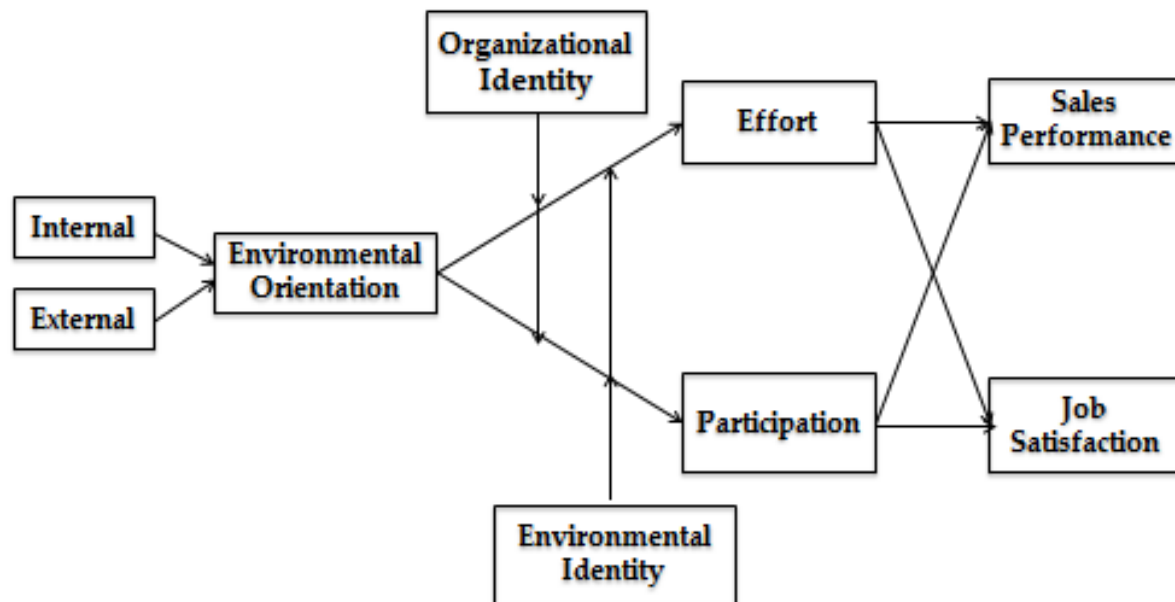 Organizational
Identity
Effort
Sales
Performance
Internal
Environmental
Orientation
External
Participation
Job
Satisfaction
Environmental
Identity